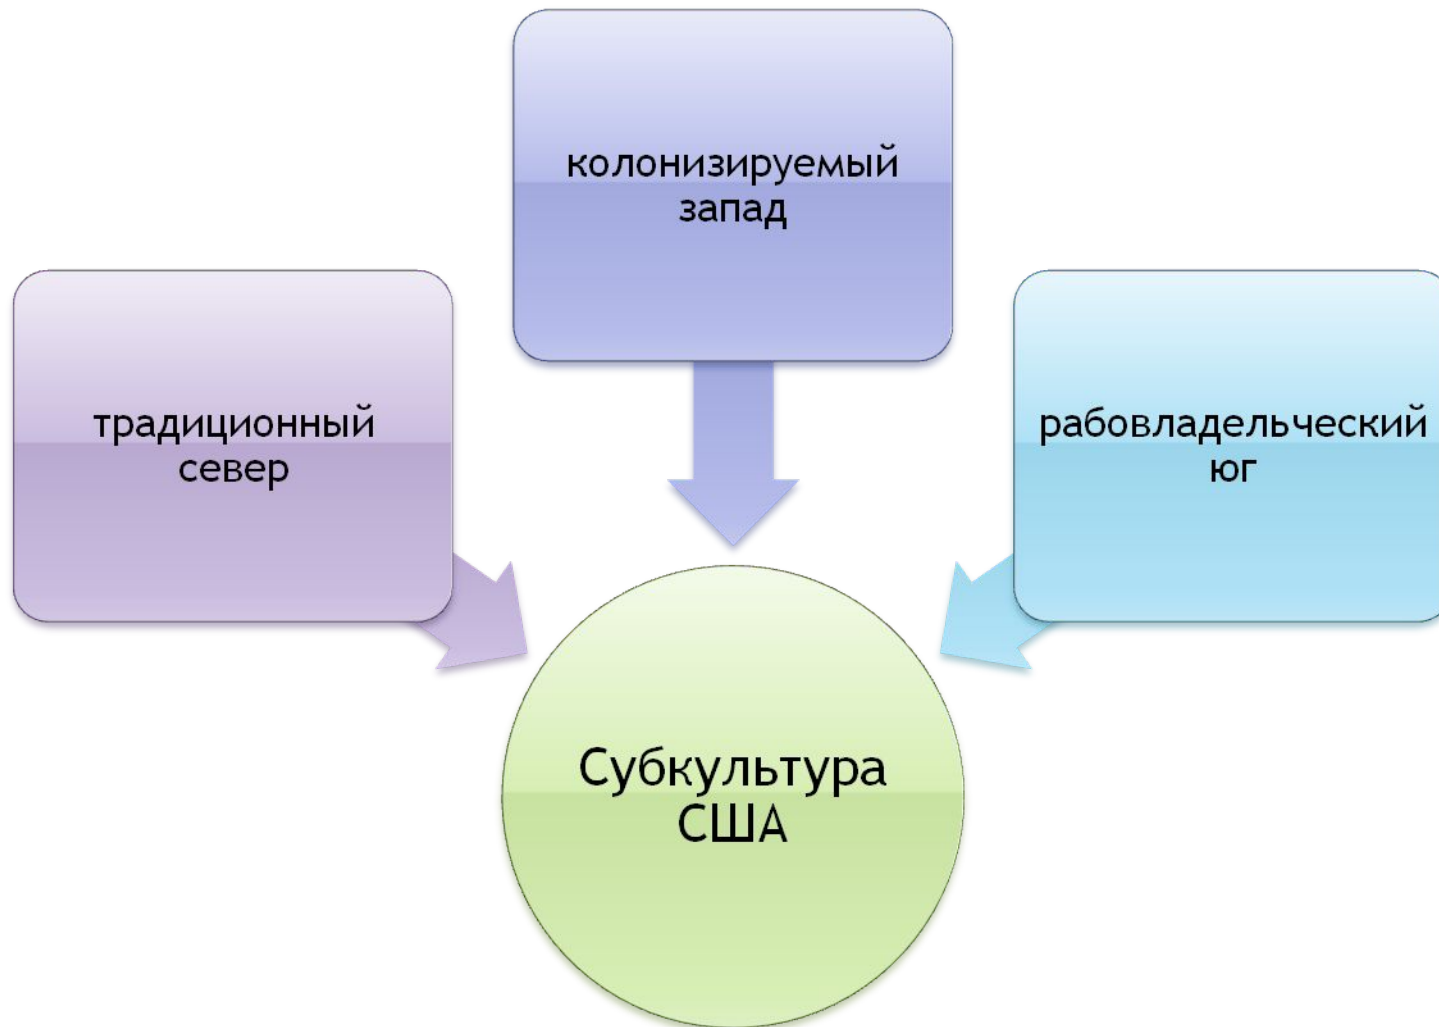 колонизируемый
запад
традиционный
север
рабовладельческий
юг
Субкультура
США